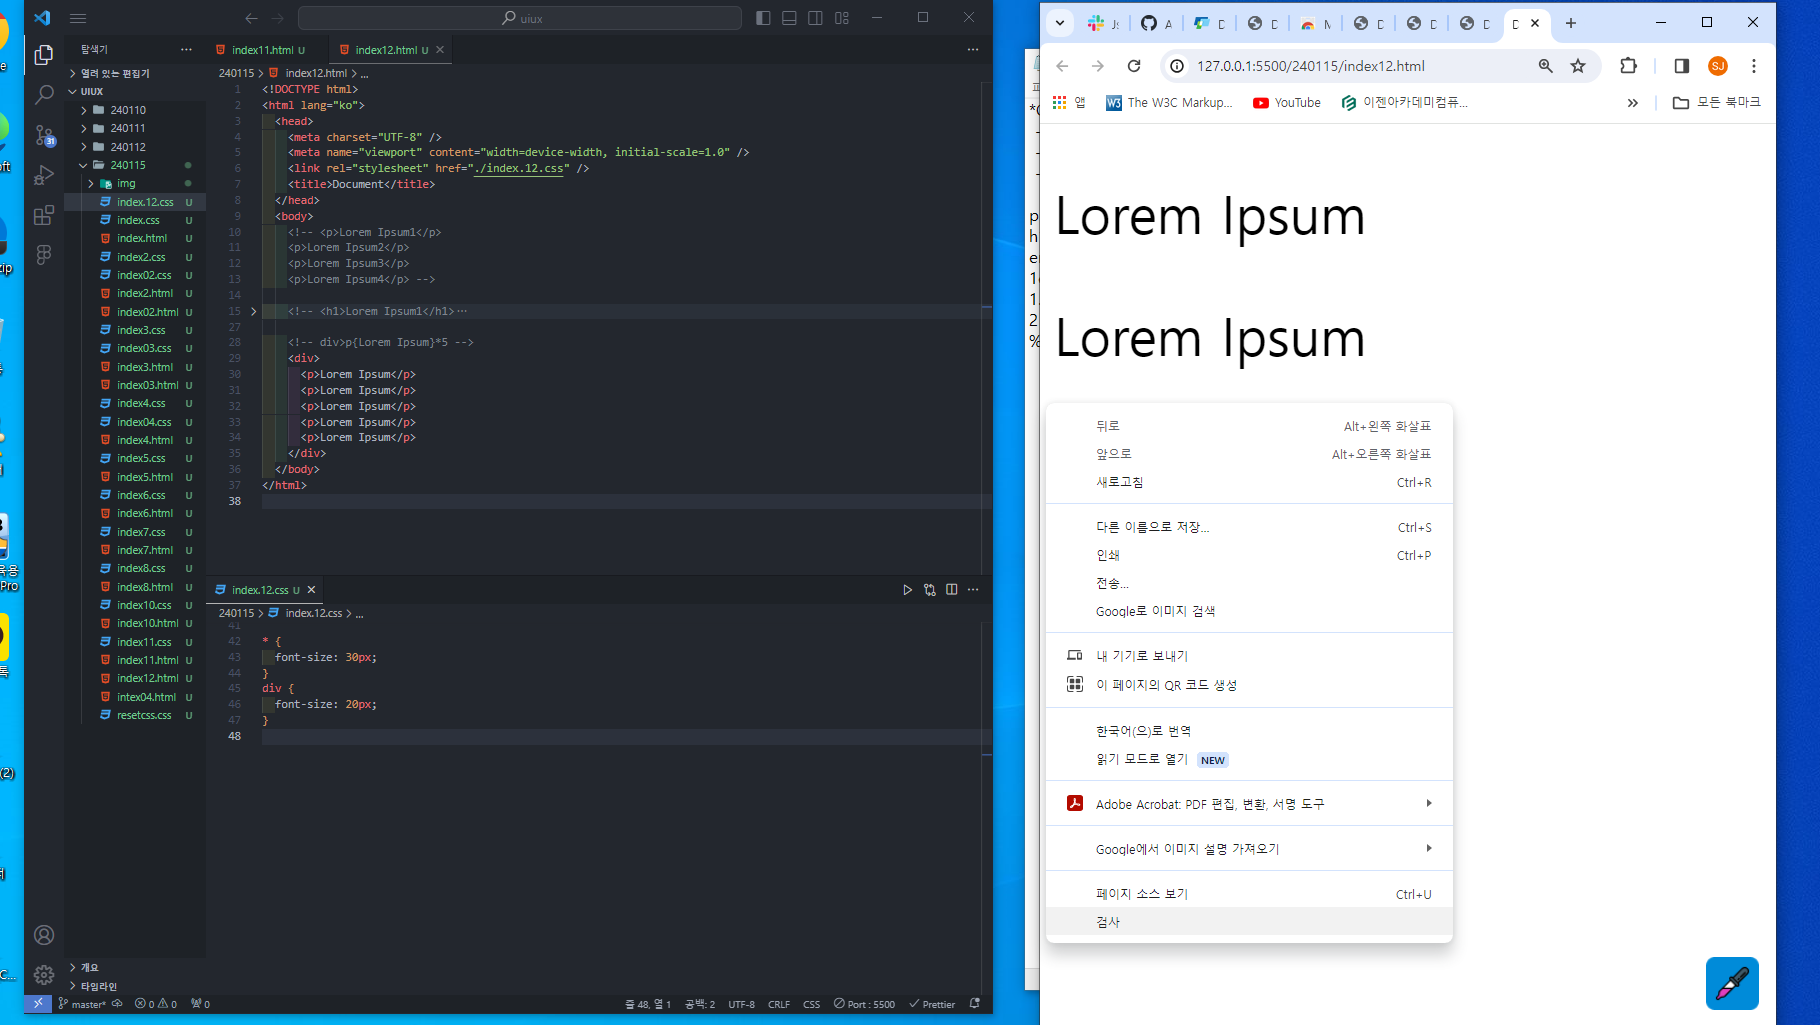 uiux
탐색기
열려 있는 편집기
UIUX
240110
240111
240112
240115
img
index.12.css U
index.css U
index.html U
index2.css U
index02.css U
index2.html U
index02.html U
index3.css U
index03.css U
index3.html U
index03.html U
index4.css U
index04.css U
index4.html U
index5.css U
index5.html U
index6.css U
index6.html U
index7.css U
index7.html U
index8.css U
index8.html U
index10.css U
index10.html U
index11.css U
index11.html U
index12.html U
intex04.html U
resetcss.css U
개요
타임라인
31
index11.html U
index12.html U
240115 > index12.html > ...
1 <!DOCTYPE html>
2 <html lang="ko">
3 <head>
4 <meta charset="UTF-8" />
5 <meta name="viewport" content="width=device-width, initial-scale=1.0" />
6 <link rel="stylesheet" href="./index.12.css" />
7 <title>Document</title>
8 </head>
9 <body>
10 <!-- <p>Lorem Ipsum1</p>
11 <p>Lorem Ipsum2</p>
12 <p>Lorem Ipsum3</p>
13 <p>Lorem Ipsum4</p> -->
14
15 <!-- <h1>Lorem Ipsum1</h1>···
27
28 <!-- div>p{Lorem Ipsum}*5 -->
29 <div>
30 <p>Lorem Ipsum</p>
31 <p>Lorem Ipsum</p>
32 <p>Lorem Ipsum</p>
33 <p>Lorem Ipsum</p>
34 <p>Lorem Ipsum</p>
35 </div>
36 </body>
37 </html>
38
index.12.css U
240115 > index.12.css > ...
41
42 * {
43 font-size: 30px;
44 }
45 div {
46 font-size: 20px;
47 }
48
master* 0 0 0
줄 48, 열 1 공백: 2 UTF-8 CRLF CSS Port : 5500 Prettier
127.0.0.1:5500/240115/index12.html
SJ
앱 The W3C Markup... YouTube 이젠아카데미컴퓨... 모든 북마크
Lorem Ipsum
Lorem Ipsum
뒤로 Alt+왼쪽 화살표
앞으로 Alt+오른쪽 화살표
새로고침 Ctrl+R
다른 이름으로 저장... Ctrl+S
인쇄 Ctrl+P
전송...
Google로 이미지 검색
내 기기로 보내기
이 페이지의 QR 코드 생성
한국어(으)로 번역
읽기 모드로 열기 NEW
Adobe Acrobat: PDF 편집, 변환, 서명 도구
Google에서 이미지 설명 가져오기
페이지 소스 보기 Ctrl+U
검사